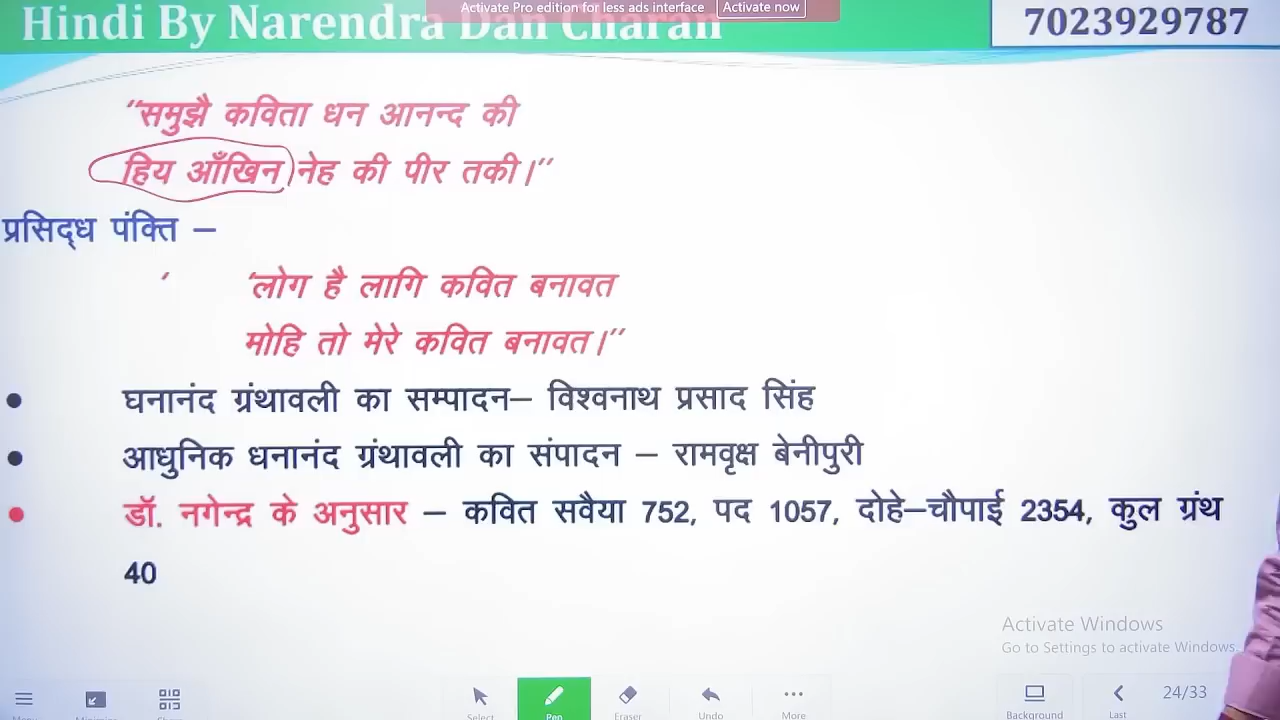 Activate Pro edition for less ads interface Activate now
Hindi By Narendra Dan Charan 7023929787
“समुझै कविता धन आनन्द की
हिय आँखिन नेह की पीर तकी।”
प्रसिद्ध पंक्ति –
‘ ‘लोग है लागि कवित बनावत
मोहि तो मेरे कवित बनावत।”
• घनानंद ग्रंथावली का सम्पादन– विश्वनाथ प्रसाद सिंह
• आधुनिक धनानंद ग्रंथावली का संपादन – रामवृक्ष बेनीपुरी
• डॉ. नगेन्द्र के अनुसार – कवित सवैया 752, पद 1057, दोहे–चौपाई 2354, कुल ग्रंथ
40
Activate Windows
Go to Settings to activate Windows.
24/33
Select Pen Eraser Undo More Background Last